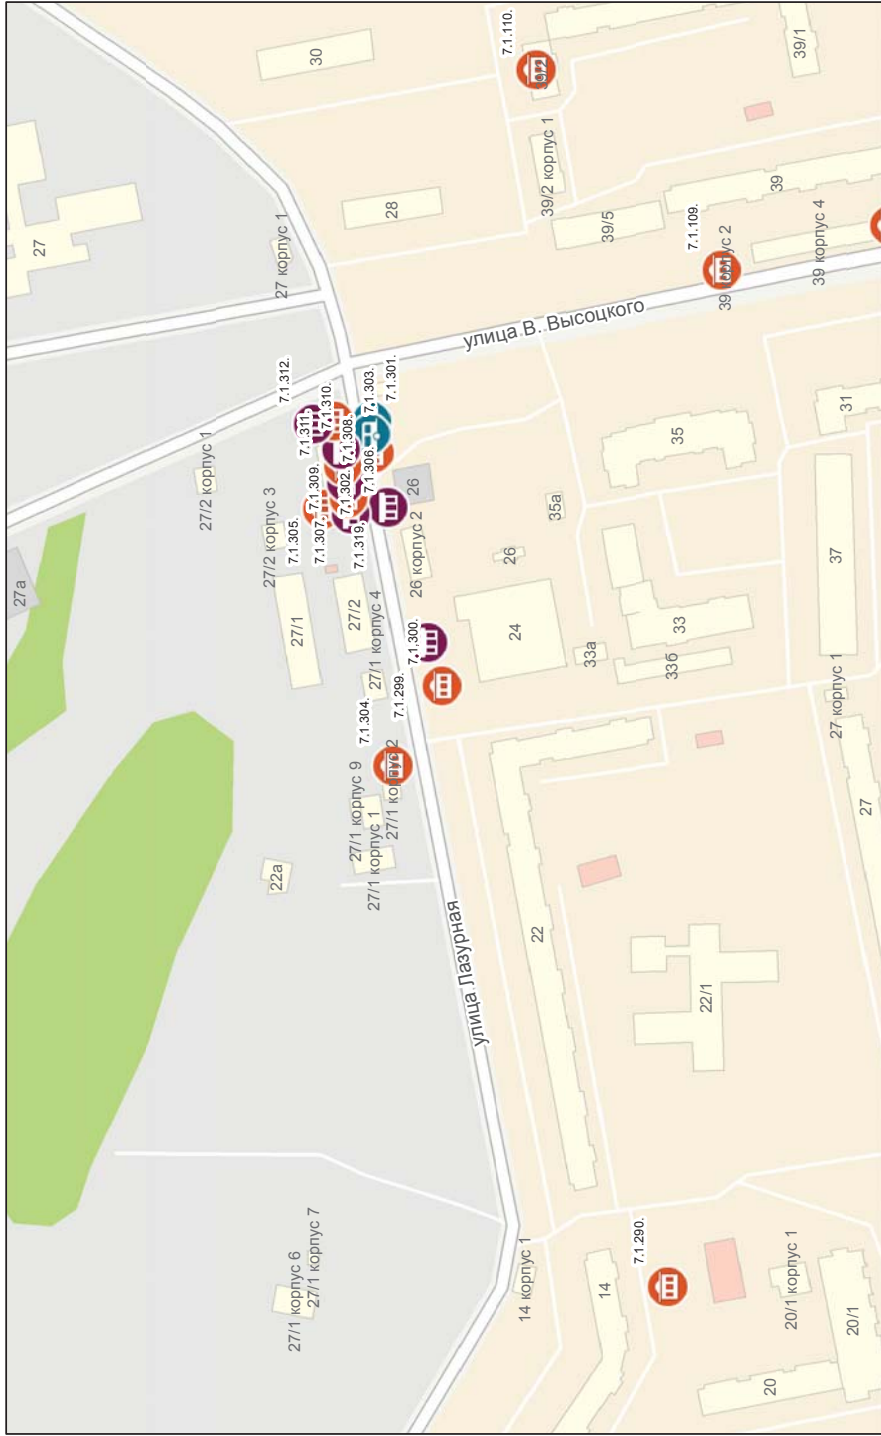 27а
27
27/2 корпус 1
27/2 корпус 3
22а
27 корпус 1
7.1.312.
7.1.305.
27/1 корпус 6
27/1
7.1.311.
27/1 корпус 7
7.1.309.
30
7.1.307.
7.1.310.
7.1.302.
7.1.308.
27/2
27/1 корпус 9
7.1.319.
7.1.304.
7.1.306.
7.1.303.
27/1 корпус 1
27/1 корпус 4
7.1.301.
27/1 корпус 2
28
7.1.299.
7.1.300.
26
26 корпус 2
улица Лазурная
7.1.110.
26
24
14 корпус 1
22
39/2
39/2 корпус 1
улица В. Высоцкого
35а
33а
14
39/5
7.1.290.
33б
35
33
7.1.109.
22/1
39 корпус 2
20
39
20/1 корпус 1
39/1
39 корпус 4
27 корпус 1
37
31
20/1
27